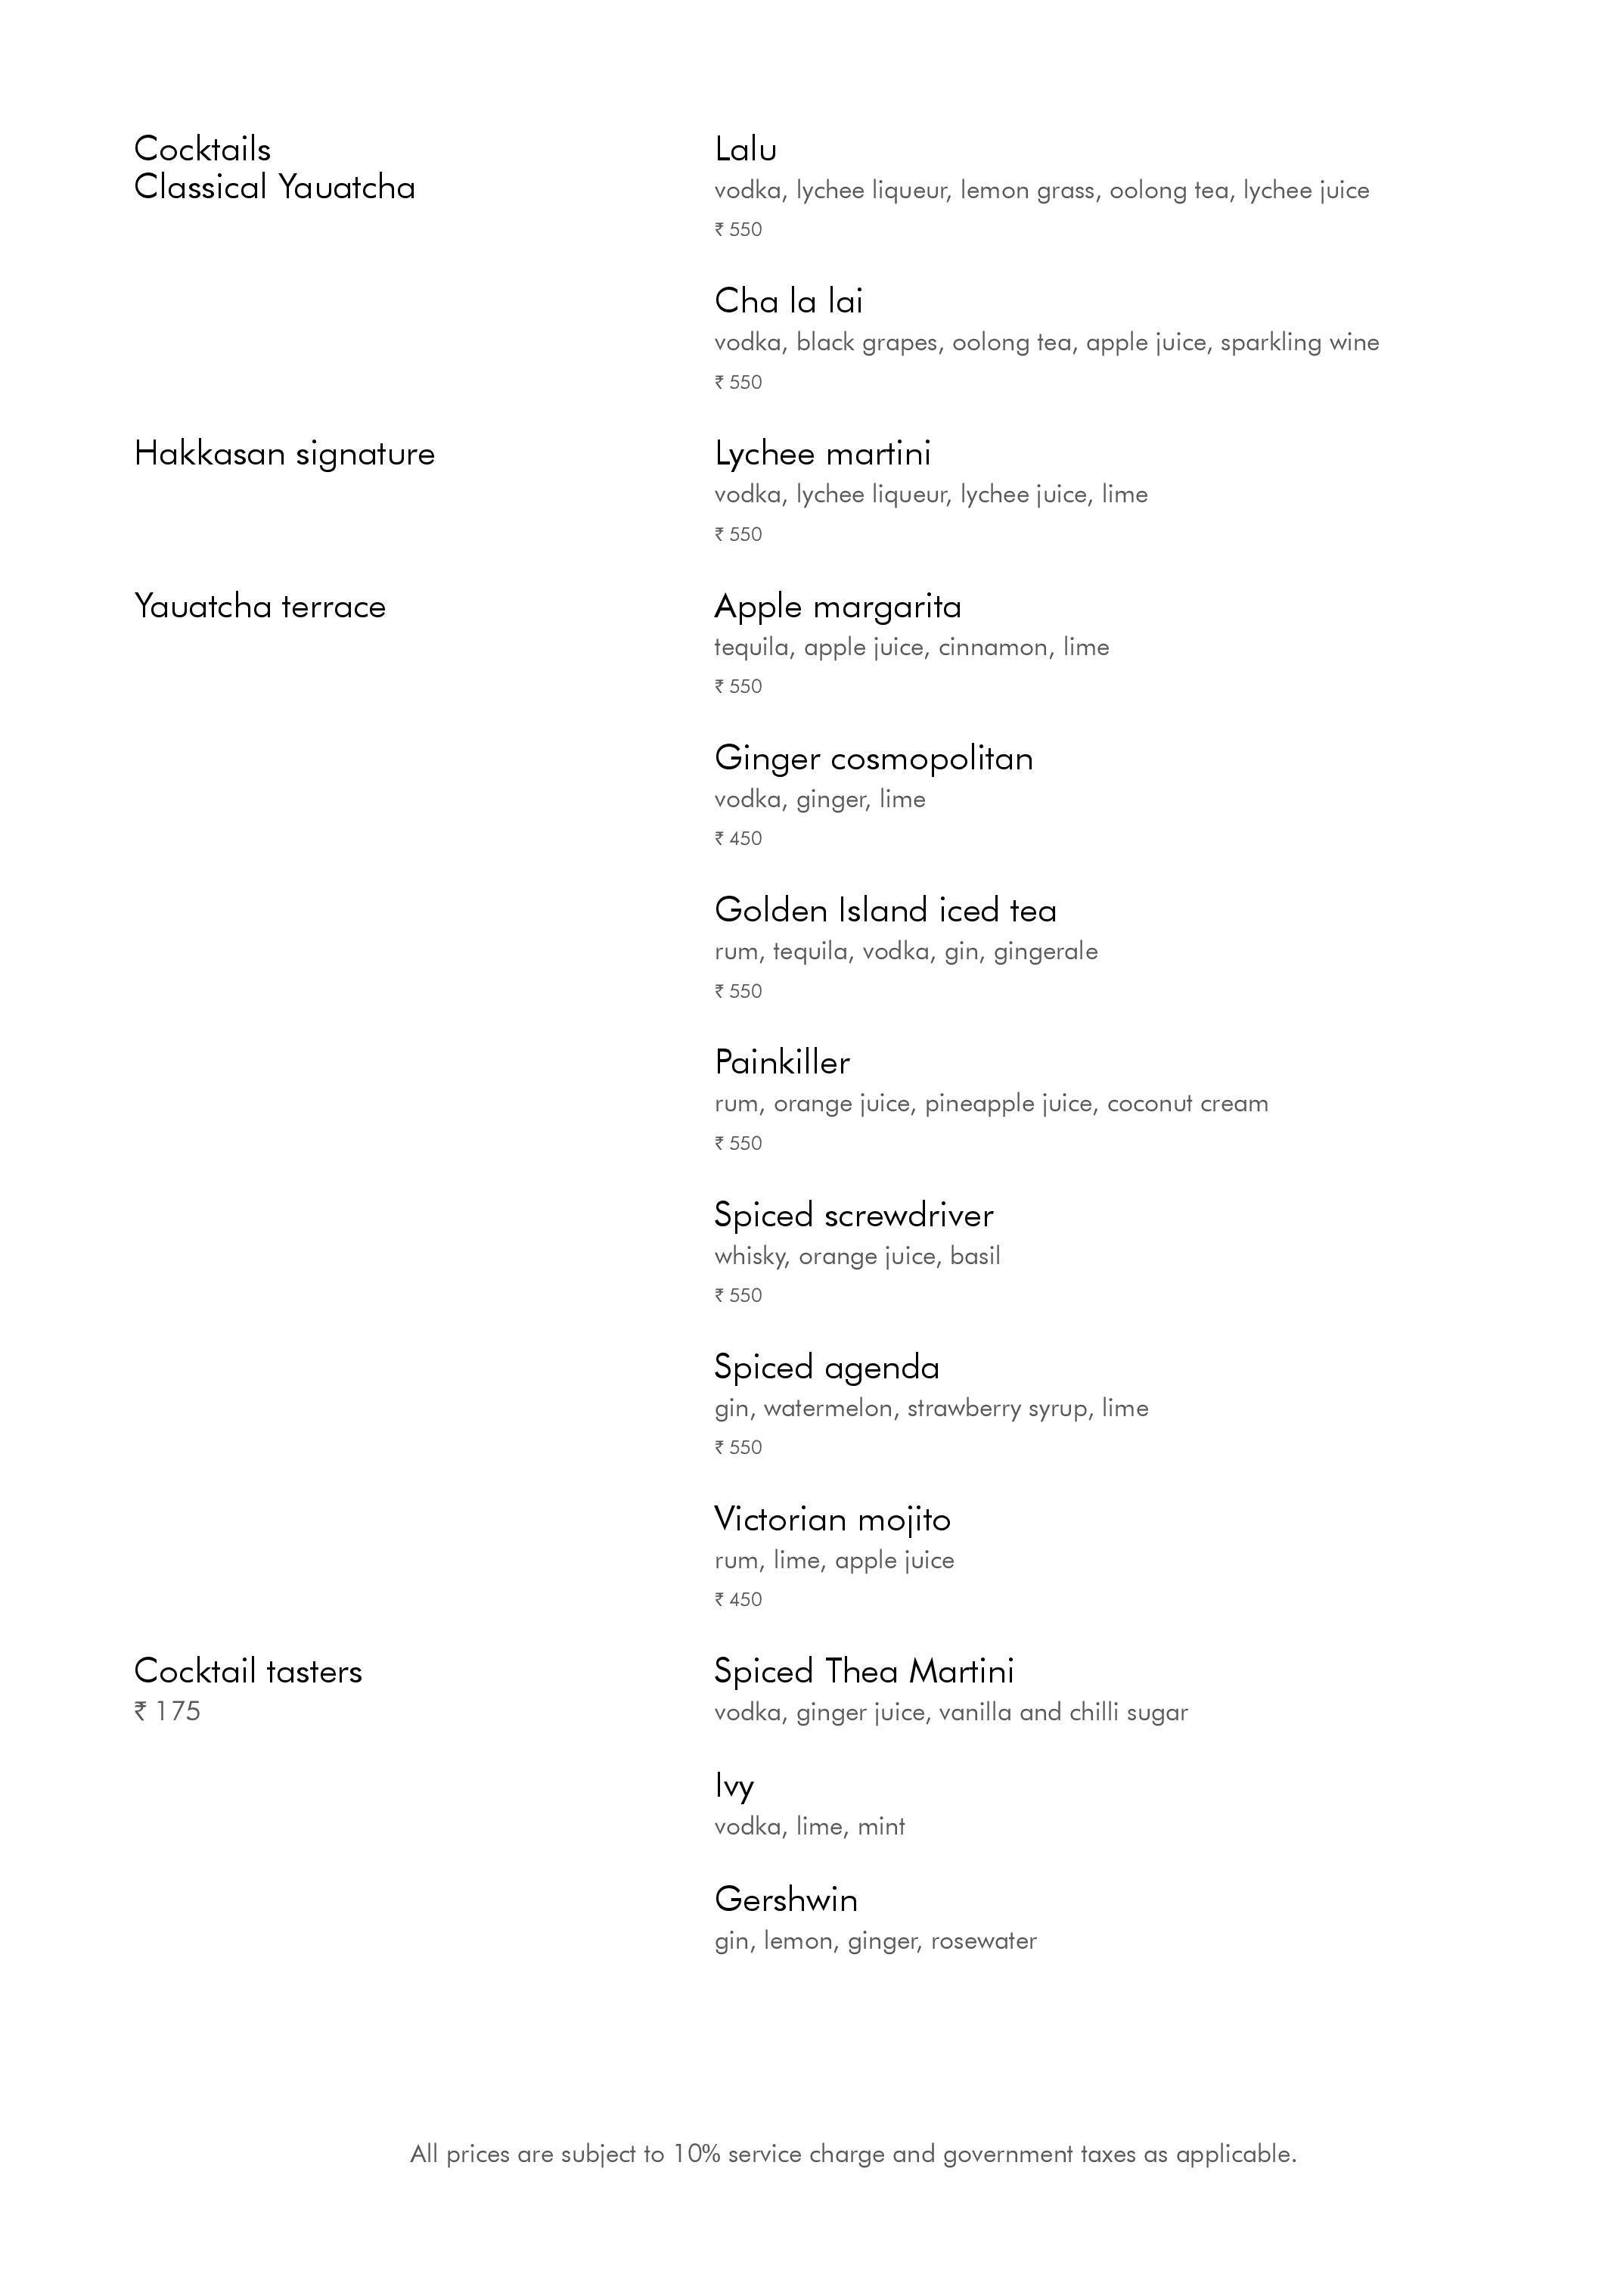 Cocktails
Classical Yauatcha
Lalu
vodka, lychee liqueur, lemon grass, oolong tea, lychee juice
₹ 550
Cha la lai
vodka, black grapes, oolong tea, apple juice, sparkling wine
₹ 550
Hakkasan signature
Lychee martini
vodka, lychee liqueur, lychee juice, lime
₹ 550
Yauatcha terrace
Apple margarita
tequila, apple juice, cinnamon, lime
₹ 550
Ginger cosmopolitan
vodka, ginger, lime
₹ 450
Golden Island iced tea
rum, tequila, vodka, gin, gingerale
₹ 550
Painkiller
rum, orange juice, pineapple juice, coconut cream
₹ 550
Spiced screwdriver
whisky, orange juice, basil
₹ 550
Spiced agenda
gin, watermelon, strawberry syrup, lime
₹ 550
Victorian mojito
rum, lime, apple juice
₹ 450
Cocktail tasters
₹ 175
Spiced Thea Martini
vodka, ginger juice, vanilla and chilli sugar
Ivy
vodka, lime, mint
Gershwin
gin, lemon, ginger, rosewater
All prices are subject to 10% service charge and government taxes as applicable.